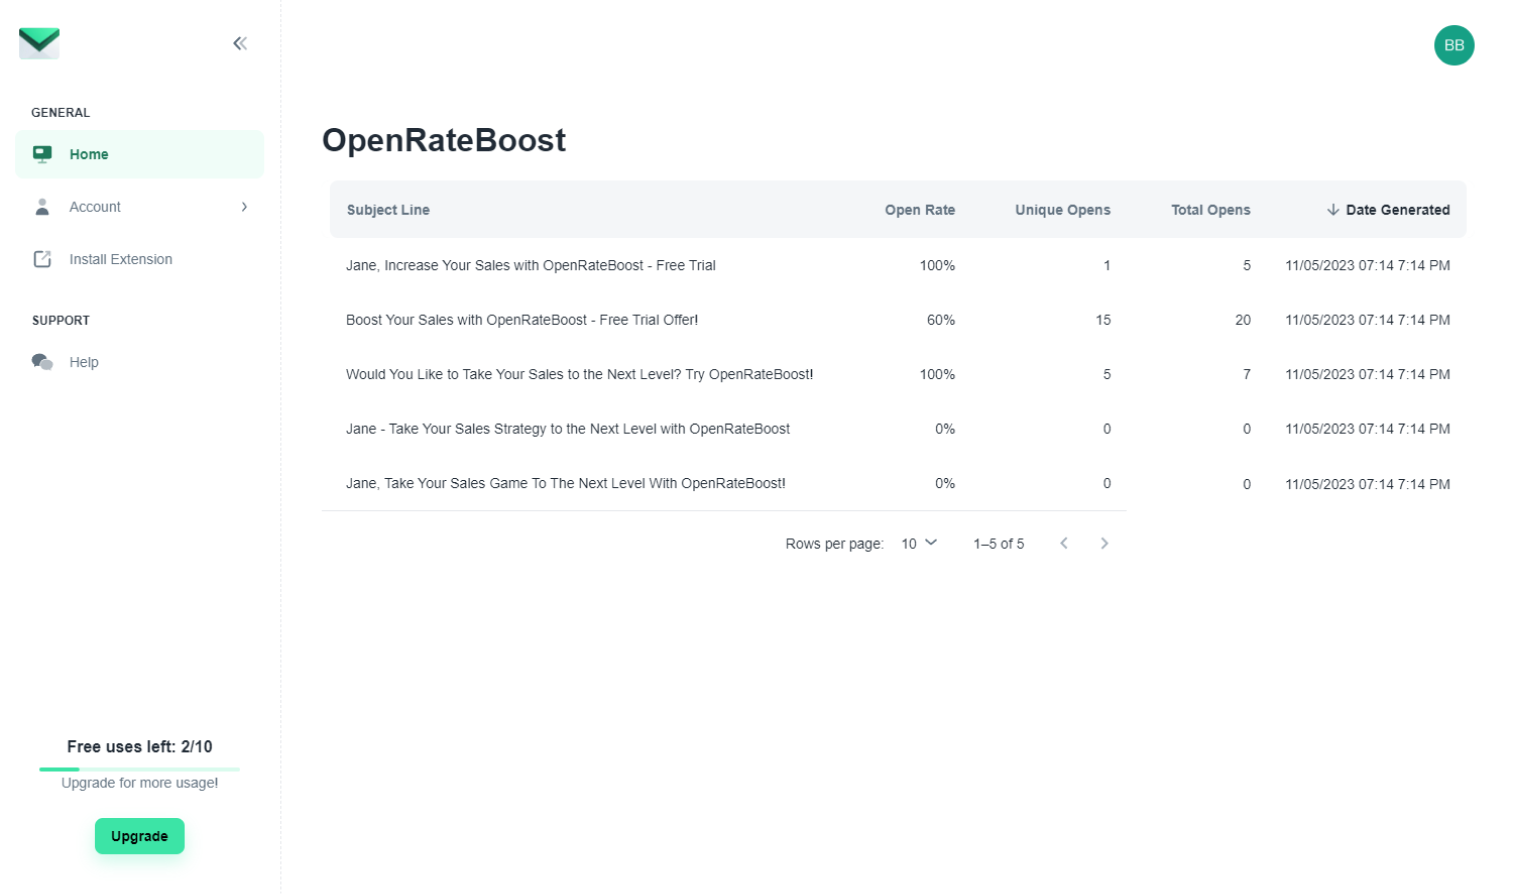 BB
GENERAL
Home
Account
Install Extension
SUPPORT
Help
OpenRateBoost
Subject Line Open Rate Unique Opens Total Opens Date Generated
Jane, Increase Your Sales with OpenRateBoost - Free Trial 100% 1 5 11/05/2023 07:14 7:14 PM
Boost Your Sales with OpenRateBoost - Free Trial Offer! 60% 15 20 11/05/2023 07:14 7:14 PM
Would You Like to Take Your Sales to the Next Level? Try OpenRateBoost! 100% 5 7 11/05/2023 07:14 7:14 PM
Jane - Take Your Sales Strategy to the Next Level with OpenRateBoost 0% 0 0 11/05/2023 07:14 7:14 PM
Jane, Take Your Sales Game To The Next Level With OpenRateBoost! 0% 0 0 11/05/2023 07:14 7:14 PM
Rows per page: 10 1–5 of 5
Free uses left: 2/10
Upgrade for more usage!
Upgrade